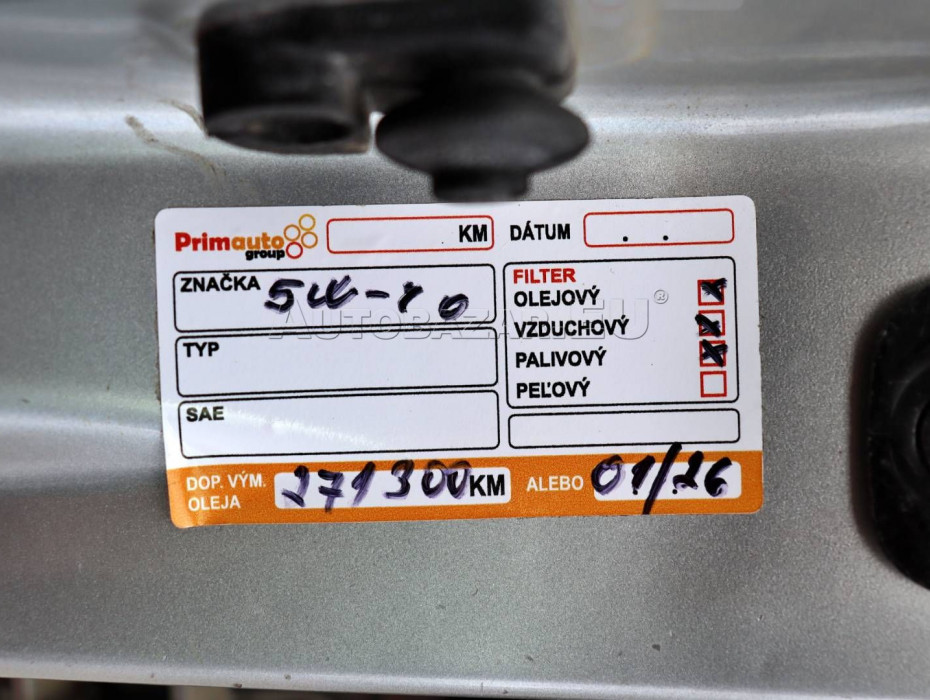 Primauto group KM DÁTUM . .
ZNAČKA 5W-40
TYP
SAE
FILTER
OLEJOVÝ X
VZDUCHOVÝ X
PALIVOVÝ X
PEĽOVÝ
DOP. VÝM. OLEJA 271300 KM ALEBO 01/26
AUTOBAZAR.EU®